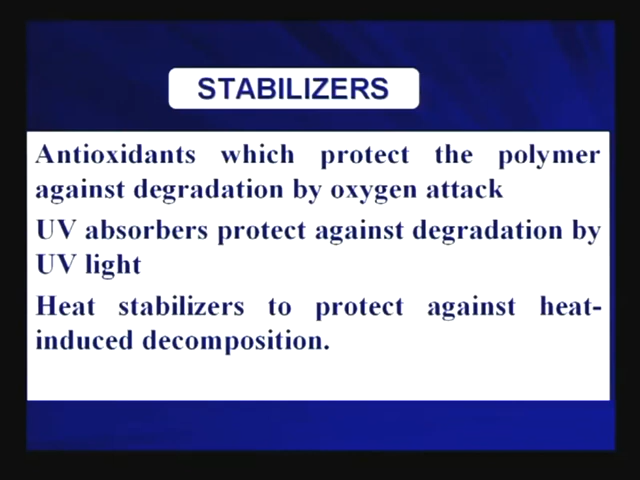 STABILIZERS
Antioxidants which protect the polymer
against degradation by oxygen attack
UV absorbers protect against degradation by
UV light
Heat stabilizers to protect against heat-
induced decomposition.